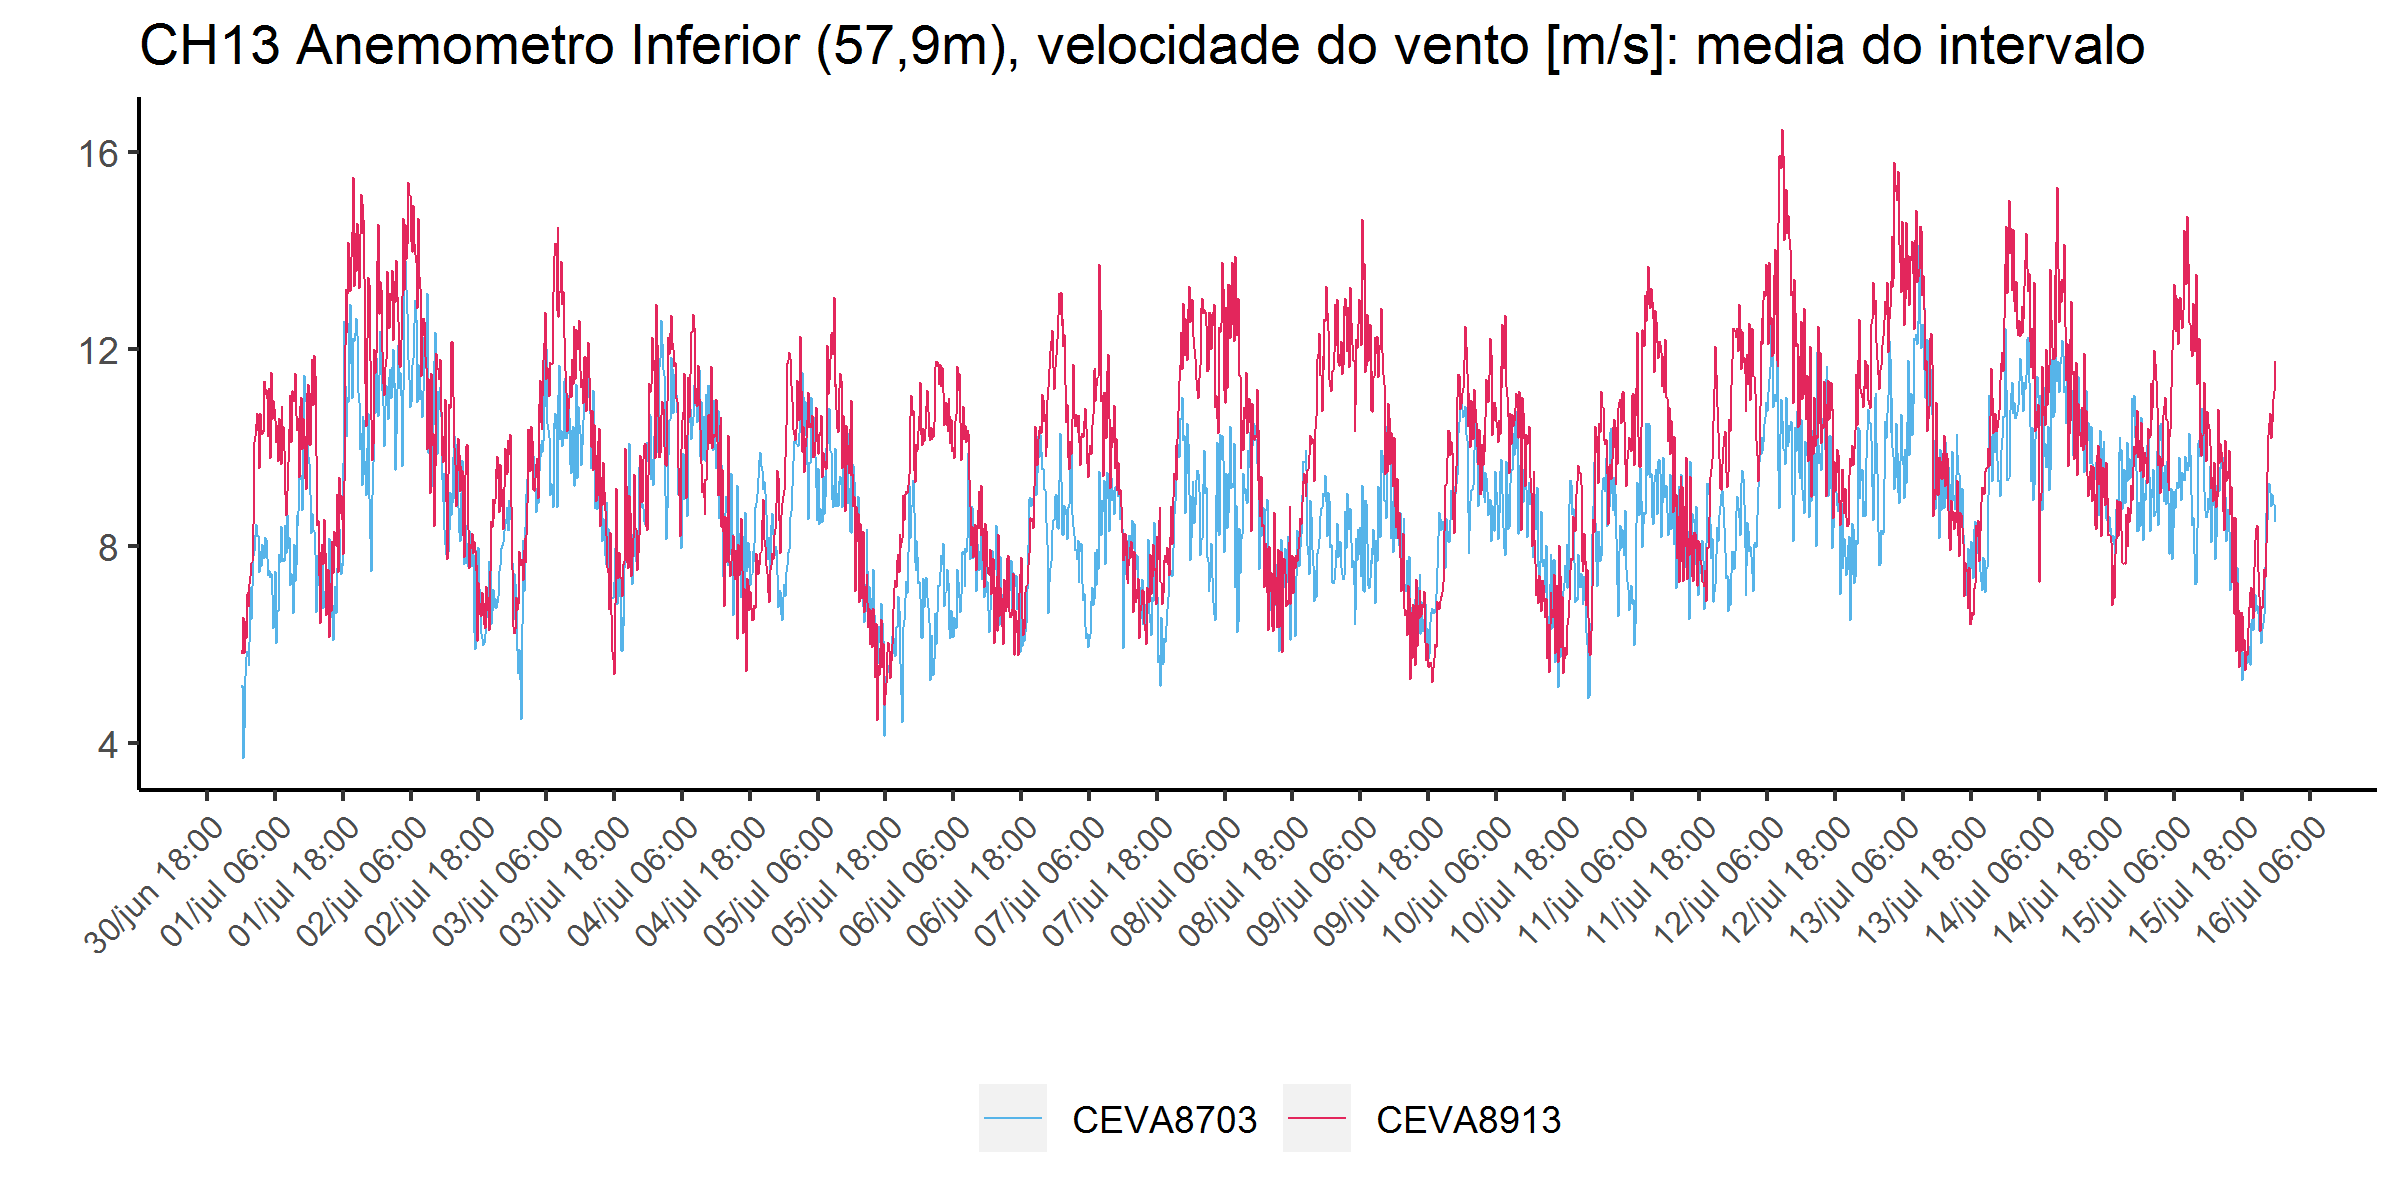 CH13 Anemometro Inferior (57,9m), velocidade do vento [m/s]: media do intervalo
16
12
8
4
30/jun 18:00
01/jul 06:00
01/jul 18:00
02/jul 06:00
02/jul 18:00
03/jul 06:00
03/jul 18:00
04/jul 06:00
04/jul 18:00
05/jul 06:00
05/jul 18:00
06/jul 06:00
06/jul 18:00
07/jul 06:00
07/jul 18:00
08/jul 06:00
08/jul 18:00
09/jul 06:00
09/jul 18:00
10/jul 06:00
10/jul 18:00
11/jul 06:00
11/jul 18:00
12/jul 06:00
12/jul 18:00
13/jul 06:00
13/jul 18:00
14/jul 06:00
14/jul 18:00
15/jul 06:00
15/jul 18:00
16/jul 06:00
CEVA8703 CEVA8913